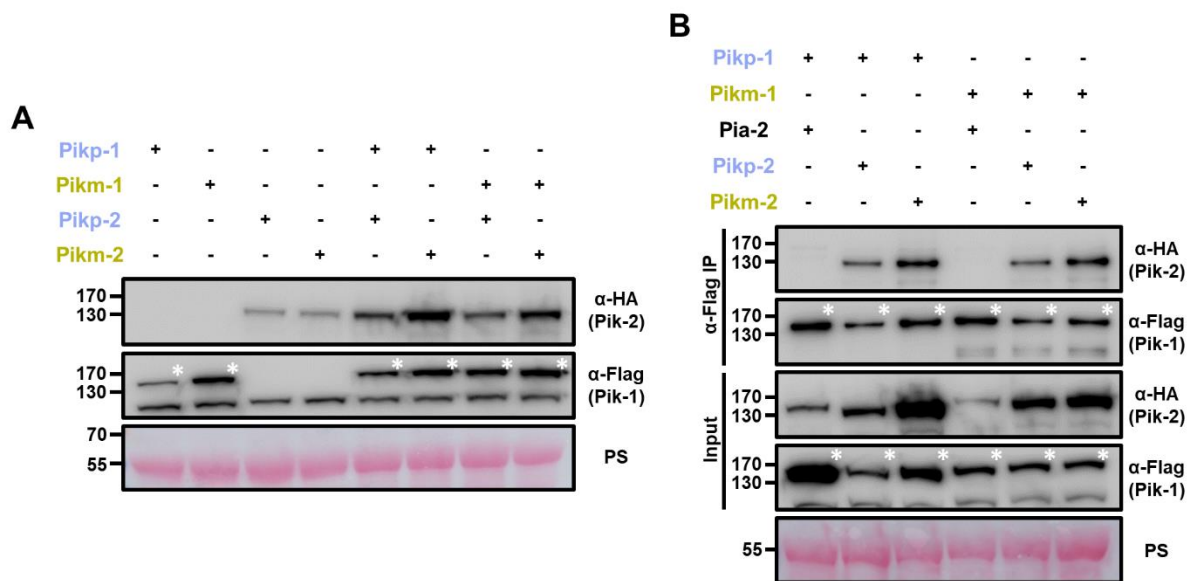 A
Pikp-1 + - - - + + - -
Pikm-1 - + - - - - + +
Pikp-2 - - + - + - + -
Pikm-2 - - - + - + - +
170
130
α-HA
(Pik-2)
* * * * * *
170
130
α-Flag
(Pik-1)
70
55
PS
B
Pikp-1 + + + - - -
Pikm-1 - - - + + +
Pia-2 + - - + - -
Pikp-2 - + - - + -
Pikm-2 - - + - - +
α-Flag IP
170
130
α-HA
(Pik-2)
* * * * * *
170
130
α-Flag
(Pik-1)
Input
170
130
α-HA
(Pik-2)
* * * * * *
170
130
α-Flag
(Pik-1)
55
PS